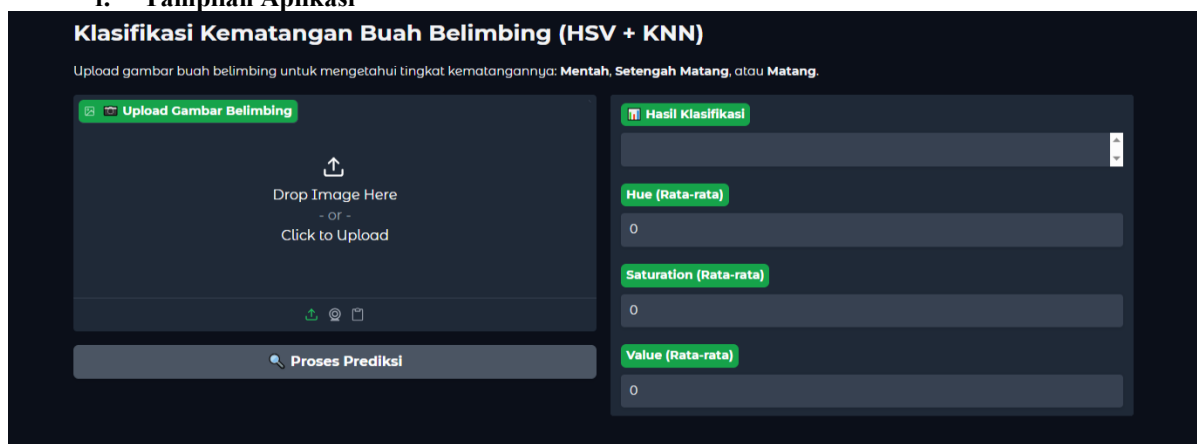 Tampilan Aplikasi
Klasifikasi Kematangan Buah Belimbing (HSV + KNN)
Upload gambar buah belimbing untuk mengetahui tingkat kematangannya: Mentah, Setengah Matang, atau Matang.
Upload Gambar Belimbing
Drop Image Here
- or -
Click to Upload
Proses Prediksi
Hasil Klasifikasi
Hue (Rata-rata)
0
Saturation (Rata-rata)
0
Value (Rata-rata)
0